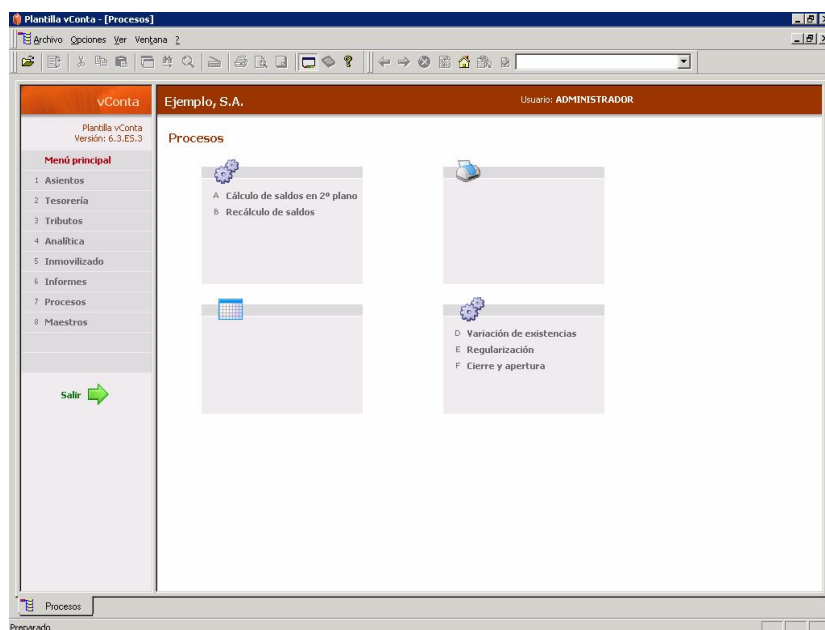 Plantilla vConta - [Procesos]
Archivo Opciones Ver Ventana ?
vConta
Ejemplo, S.A.
Usuario: ADMINISTRADOR
Plantilla vConta
Versión: 6.3.E5.3
Procesos
Menú principal
1 Asientos
2 Tesorería
3 Tributos
4 Analítica
5 Inmovilizado
6 Informes
7 Procesos
8 Maestros
A Cálculo de saldos en 2º plano
B Recálculo de saldos
D Variación de existencias
E Regularización
F Cierre y apertura
Salir
Procesos
Preparado